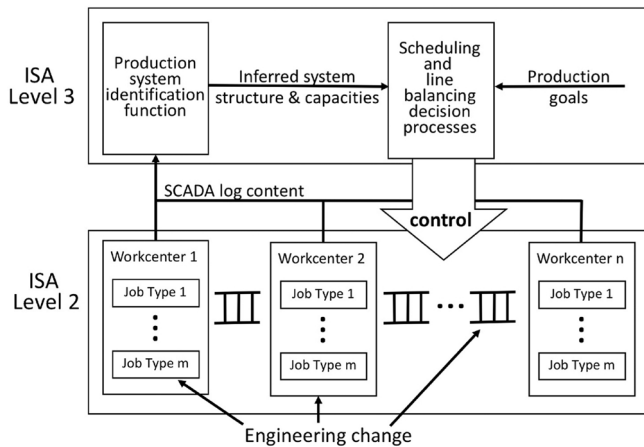 ISA
Level 3
Production
system
identification
function
Inferred system
structure & capacities
Scheduling
and
line
balancing
decision
processes
Production
goals
SCADA log content
control
ISA
Level 2
Workcenter 1
Job Type 1
Job Type m
Workcenter 2
Job Type 1
Job Type m
Workcenter n
Job Type 1
Job Type m
Engineering change